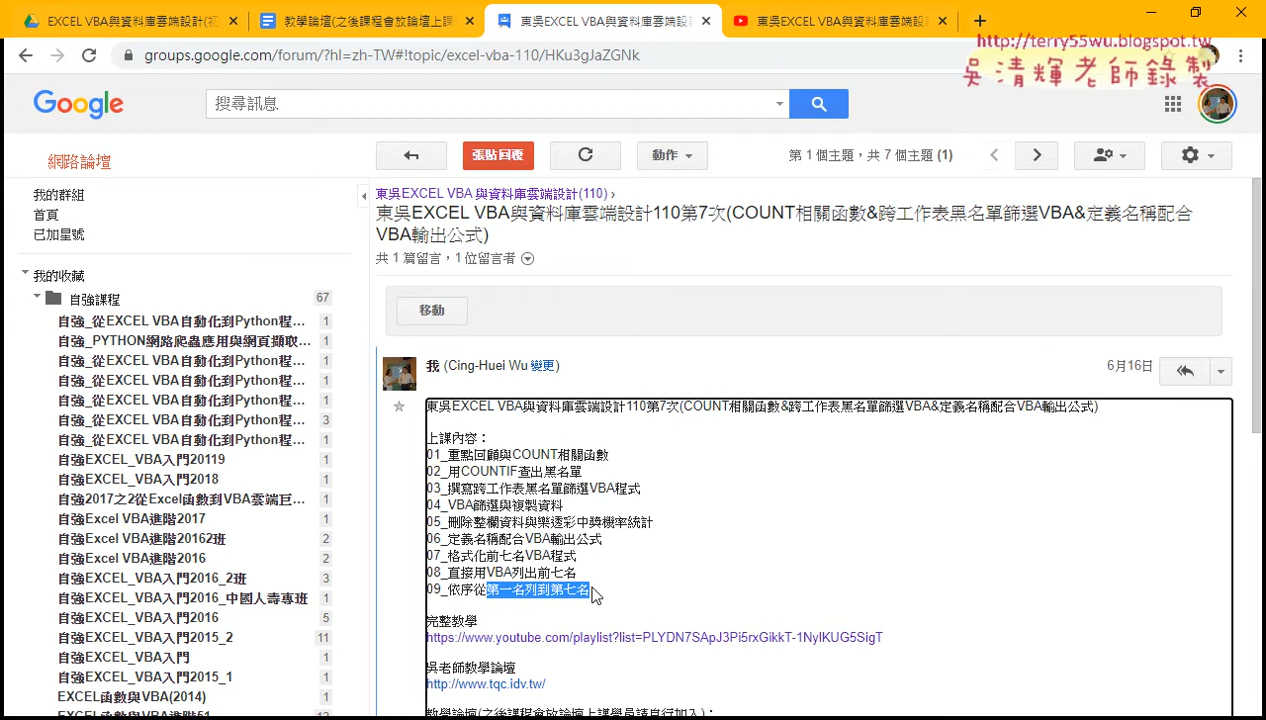 EXCEL VBA與資料庫雲端設計(初
教學論壇(之後課程會放論壇上課
東吳EXCEL VBA與資料庫雲端設
東吳EXCEL VBA與資料庫雲端設
groups.google.com/forum/?hl=zh-TW#!topic/excel-vba-110/HKu3gJaZGNk
http://terry55wu.blogspot.tw
吳清輝老師錄製
Google
搜尋訊息
網路論壇
張貼回覆
動作
第 1 個主題，共 7 個主題 (1)
我的群組
首頁
已加星號
我的收藏
自強課程 67
自強_從EXCEL VBA自動化到Python程... 1
自強_PYTHON網路爬蟲應用與網頁擷取... 1
自強_從EXCEL VBA自動化到Python程... 1
自強_從EXCEL VBA自動化到Python程... 1
自強_從EXCEL VBA自動化到Python程... 1
自強_從EXCEL VBA自動化到Python程... 3
自強_從EXCEL VBA自動化到Python程... 1
自強EXCEL_VBA入門20119 1
自強EXCEL_VBA入門2018 1
自強2017之2從Excel函數到VBA雲端巨... 1
自強Excel VBA進階2017 1
自強Excel VBA進階20162班 2
自強Excel VBA進階2016 2
自強EXCEL_VBA入門2016_2班 3
自強EXCEL_VBA入門2016_中國人壽專班 1
自強EXCEL_VBA入門2016 5
自強EXCEL_VBA入門2015_2 11
自強EXCEL_VBA入門 1
自強EXCEL_VBA入門2015_1 1
EXCEL函數與VBA(2014) 1
東吳EXCEL VBA 與資料庫雲端設計(110) ›
東吳EXCEL VBA與資料庫雲端設計110第7次(COUNT相關函數&跨工作表黑名單篩選VBA&定義名稱配合
VBA輸出公式)
共 1 篇留言，1 位留言者
移動
我 (Cing-Huei Wu 變更)
6月16日
東吳EXCEL VBA與資料庫雲端設計110第7次(COUNT相關函數&跨工作表黑名單篩選VBA&定義名稱配合VBA輸出公式)
上課內容：
01_重點回顧與COUNT相關函數
02_用COUNTIF查出黑名單
03_撰寫跨工作表黑名單篩選VBA程式
04_VBA篩選與複製資料
05_刪除整欄資料與樂透彩中獎機率統計
06_定義名稱配合VBA輸出公式
07_格式化前七名VBA程式
08_直接用VBA列出前七名
09_依序從第一名列到第七名
完整教學
https://www.youtube.com/playlist?list=PLYDN7SApJ3Pi5rxGikkT-1NyIKUG5SigT
吳老師教學論壇
http://www.tqc.idv.tw/
教學論壇(之後課程會放論壇上課學員請自行加入)：